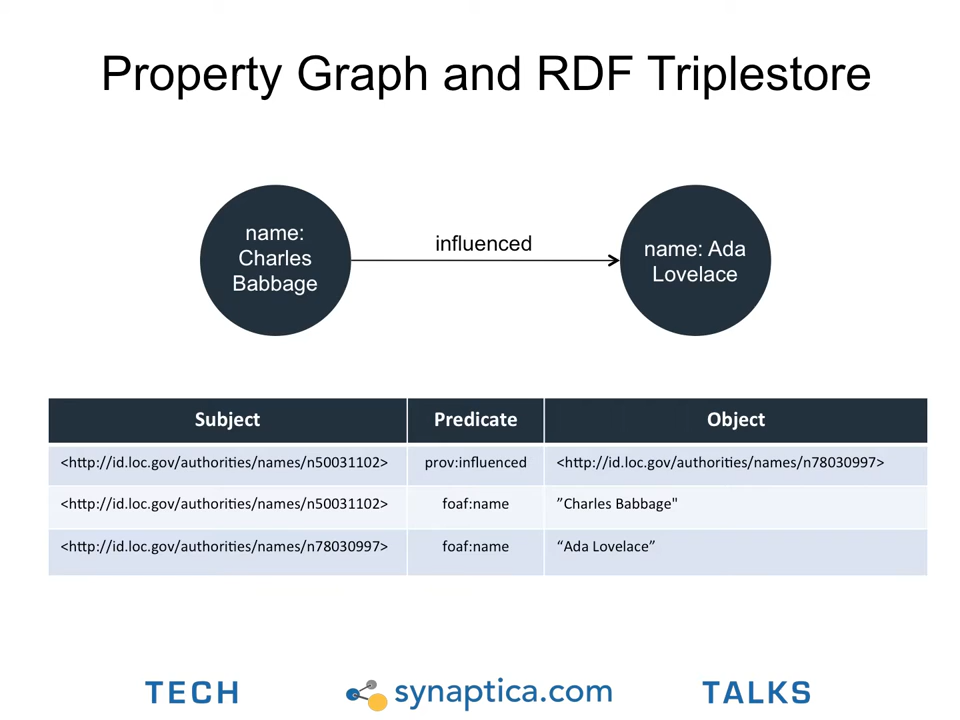 Property Graph and RDF Triplestore
name:
Charles
Babbage
influenced
name: Ada
Lovelace
Subject Predicate Object
<http://id.loc.gov/authorities/names/n50031102> prov:influenced <http://id.loc.gov/authorities/names/n78030997>
<http://id.loc.gov/authorities/names/n50031102> foaf:name ”Charles Babbage"
<http://id.loc.gov/authorities/names/n78030997> foaf:name “Ada Lovelace”
TECH synaptica.com TALKS